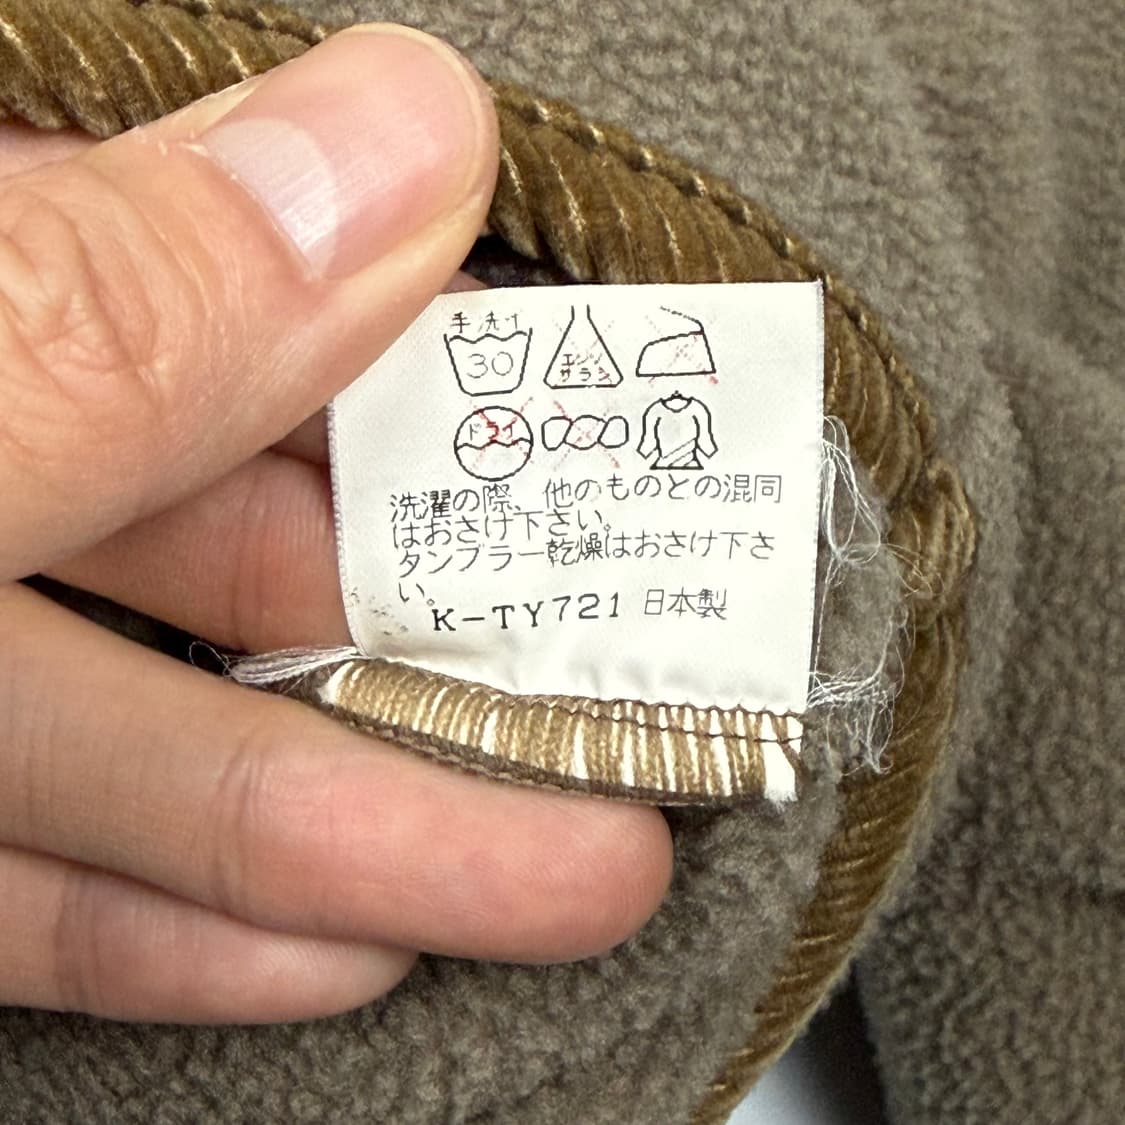 手洗イ
30
エンソ
サラシ
ドライ
洗濯の際、他のものとの混同
はおさけ下さい。
タンブラー乾燥はおさけ下さ
い。
K-TY721 日本製